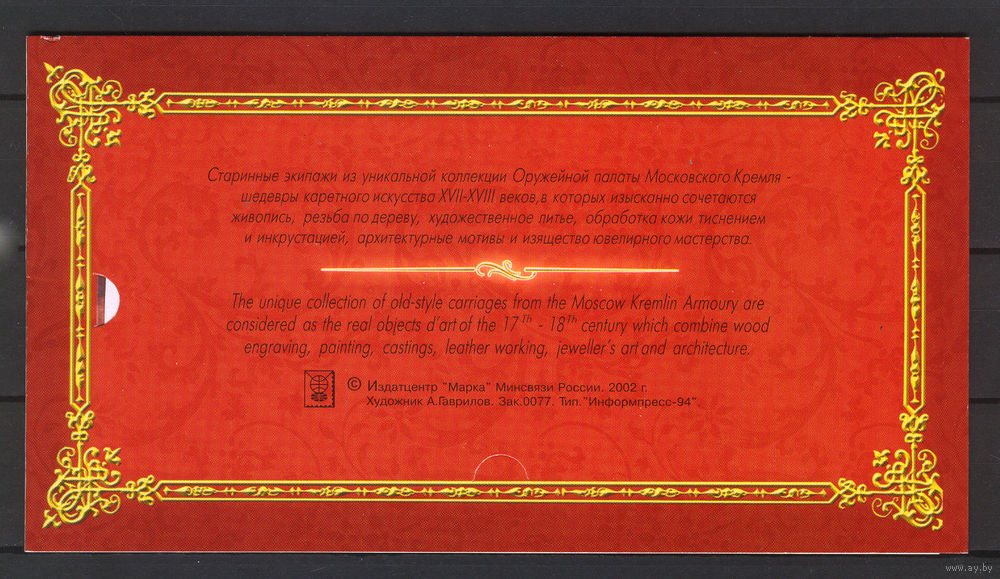 Старинные экипажи из уникальной коллекции Оружейной палаты Московского Кремля -
шедевры каретного искусства XVII-XVIII веков,в которых изысканно сочетаются
живопись, резьба по дереву, художественное литье, обработка кожи тиснением
и инкрустацией, архитектурные мотивы и изящество ювелирного мастерства.
The unique collection of old-style carriages from the Moscow Kremlin Armoury are
considered as the real objects d'art of the 17 Th - 18 Th century which combine wood
engraving, painting, castings, leather working, jeweller's art and architecture.
© Издатцентр "Марка" Минсвязи России. 2002 г.
Художник А.Гаврилов. Зак.0077. Тип."Информпресс-94".
www.ay.by